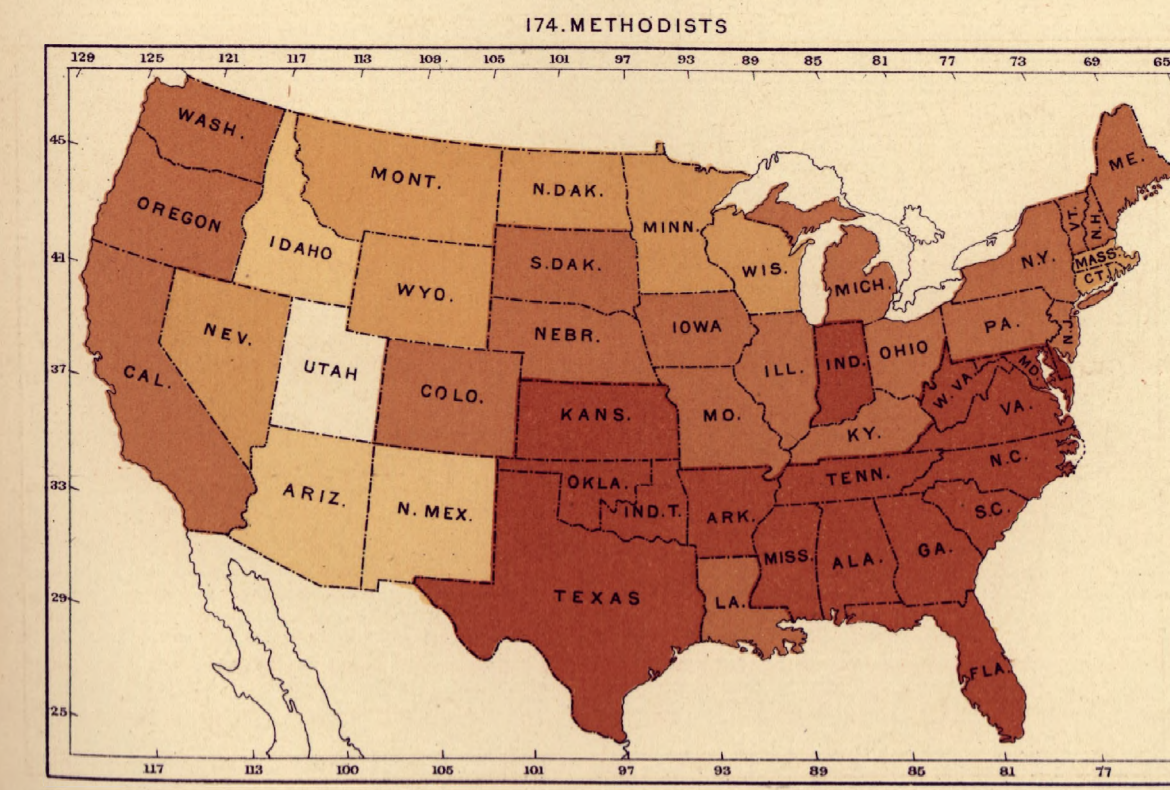 174. METHODISTS
129 125 121 117 113 109 105 101 97 93 89 85 81 77 73 69 65
45
41
37
33
29
25
WASH.
OREGON
CAL.
NEV.
IDAHO
MONT.
WYO.
UTAH
COLO.
ARIZ.
N. MEX.
N. DAK.
S. DAK.
NEBR.
KANS.
OKLA.
IND. T.
TEXAS
MINN.
IOWA
MO.
ARK.
LA.
WIS.
ILL.
MICH.
IND.
OHIO
KY.
TENN.
MISS.
ALA.
GA.
FLA.
S.C.
N.C.
VA.
W. VA.
MD.
PA.
N.J.
N.Y.
CT.
MASS.
VT.
N.H.
ME.
117 113 100 105 101 97 93 89 85 81 77